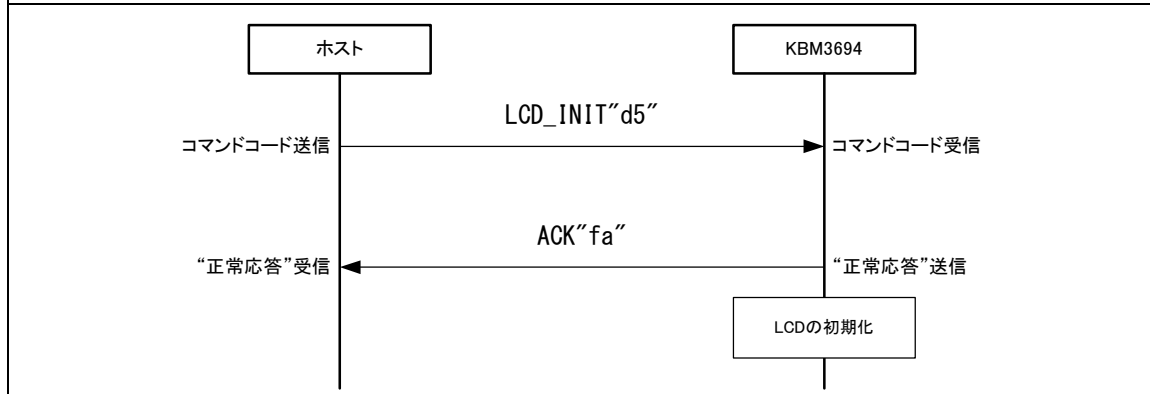 ホスト
KBM3694
LCD_INIT"d5"
コマンドコード送信
コマンドコード受信
ACK"fa"
“正常応答”受信
“正常応答”送信
LCDの初期化